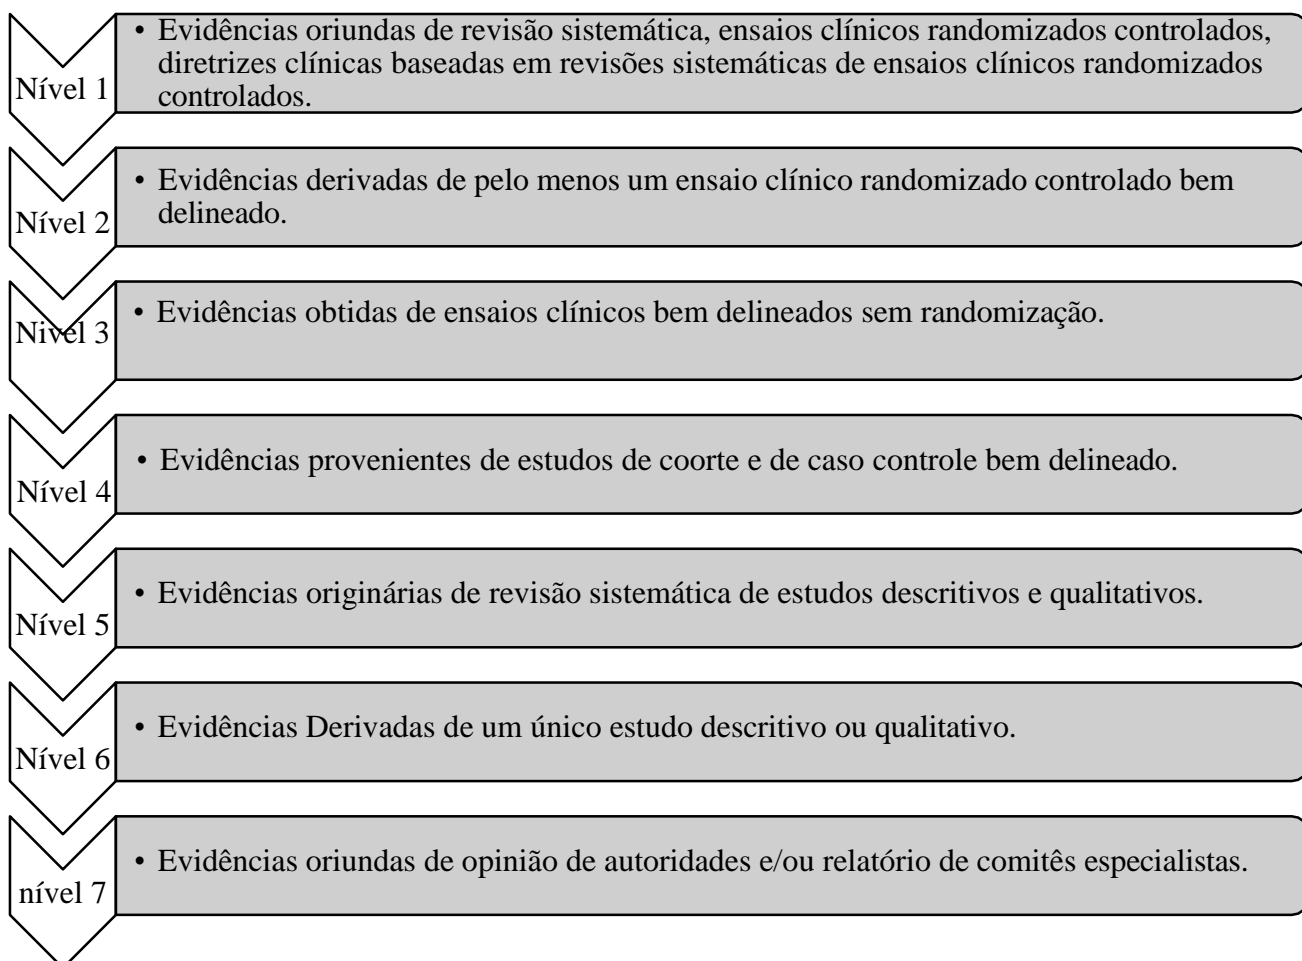 Nível 1
• Evidências oriundas de revisão sistemática, ensaios clínicos randomizados controlados,
diretrizes clínicas baseadas em revisões sistemáticas de ensaios clínicos randomizados
controlados.
Nível 2
• Evidências derivadas de pelo menos um ensaio clínico randomizado controlado bem
delineado.
Nivel 3
• Evidências obtidas de ensaios clínicos bem delineados sem randomização.
Nível 4
• Evidências provenientes de estudos de coorte e de caso controle bem delineado.
Nível 5
• Evidências originárias de revisão sistemática de estudos descritivos e qualitativos.
Nível 6
• Evidências Derivadas de um único estudo descritivo ou qualitativo.
nível 7
• Evidências oriundas de opinião de autoridades e/ou relatório de comitês especialistas.